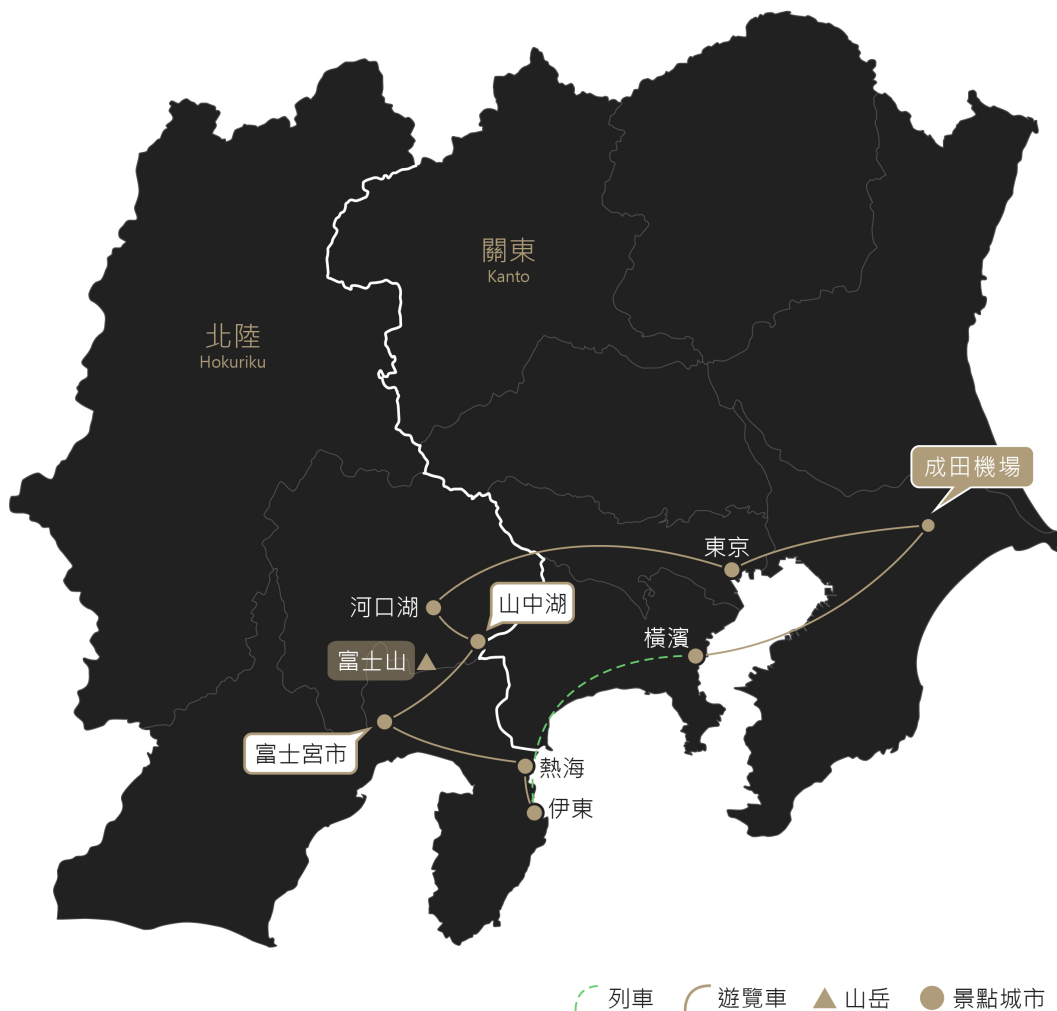 關東
Kanto
北陸
Hokuriku
成田機場
東京
山中湖
河口湖
橫濱
富士山
富士宮市
熱海
伊東
列車
遊覽車
山岳
景點城市